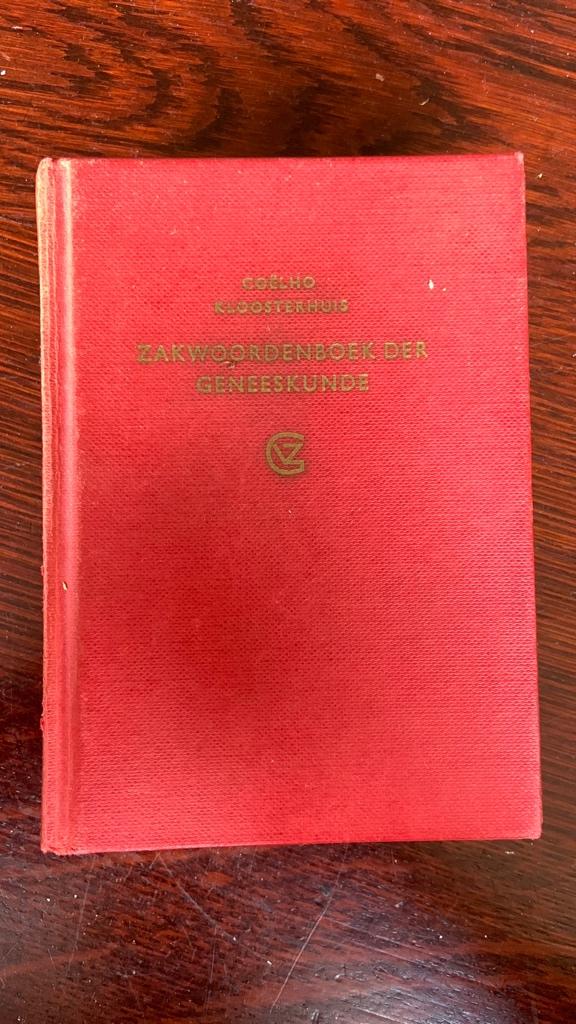 COËLHO
KLOOSTERHUIS
ZAKWOORDENBOEK DER
GENEESKUNDE